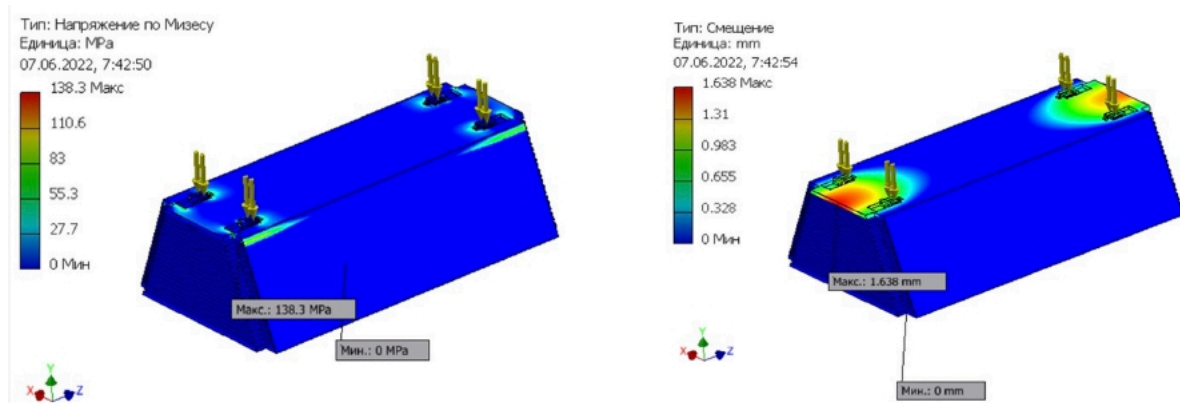 Тип: Напряжение по Мизесу
Единица: MPa
07.06.2022, 7:42:50
138.3 Макс
110.6
83
55.3
27.7
0 Мин
Макс.: 138.3 MPa
Мин.: 0 MPa
Y
X
Z
Тип: Смещение
Единица: mm
07.06.2022, 7:42:54
1.638 Макс
1.31
0.983
0.655
0.328
0 Мин
Макс.: 1.638 mm
Мин.: 0 mm
Y
X
Z